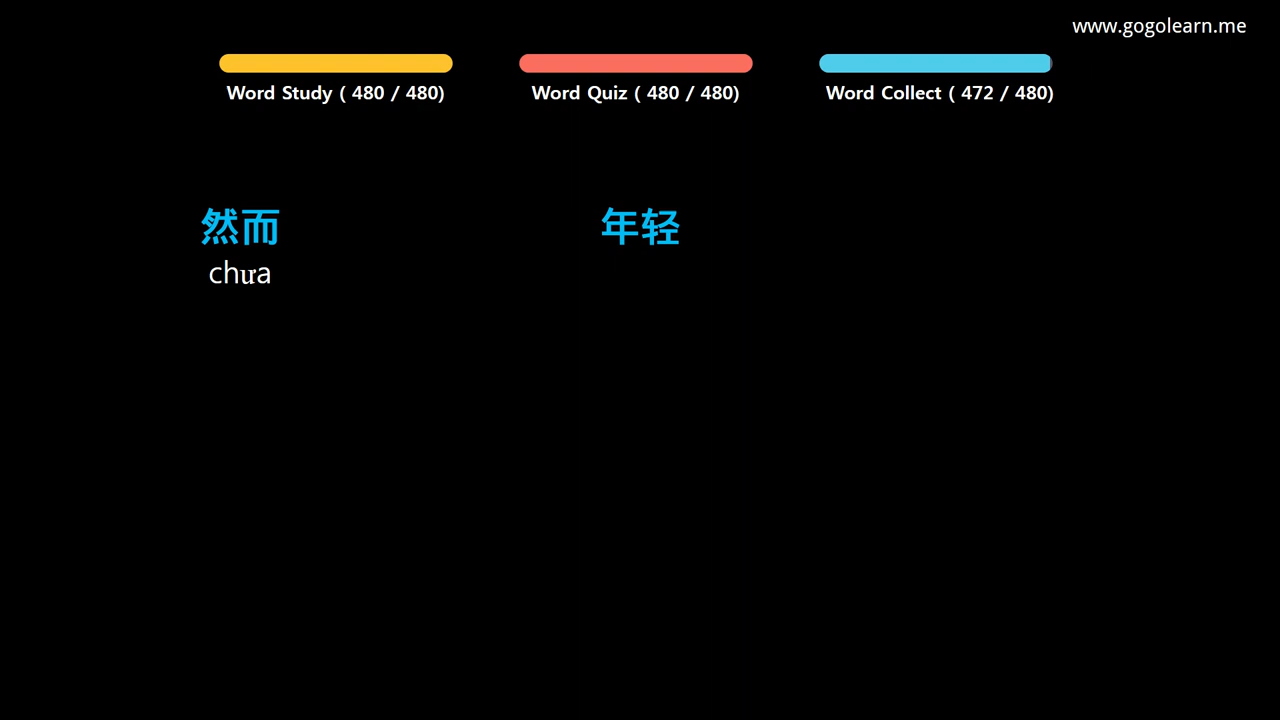 www.gogolearn.me
Word Study ( 480 / 480)
Word Quiz ( 480 / 480)
Word Collect ( 472 / 480)
然而
年轻
chưa